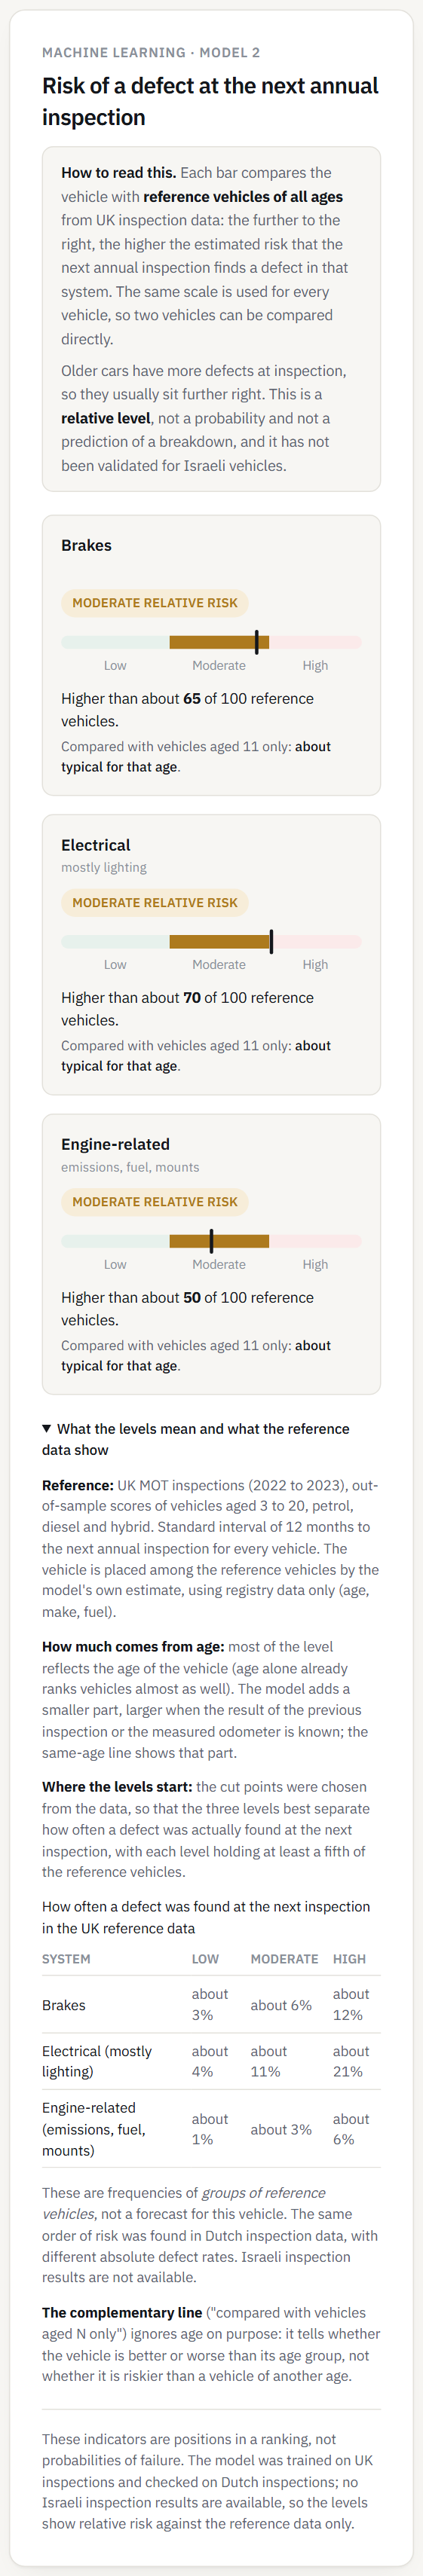 MACHINE LEARNING · MODEL 2
Risk of a defect at the next annual
inspection
How to read this. Each bar compares the
vehicle with reference vehicles of all ages
from UK inspection data: the further to the
right, the higher the estimated risk that the
next annual inspection finds a defect in that
system. The same scale is used for every
vehicle, so two vehicles can be compared
directly.
Older cars have more defects at inspection,
so they usually sit further right. This is a
relative level, not a probability and not a
prediction of a breakdown, and it has not
been validated for Israeli vehicles.
Brakes
MODERATE RELATIVE RISK
Low Moderate High
Higher than about 65 of 100 reference
vehicles.
Compared with vehicles aged 11 only: about
typical for that age.
Electrical
mostly lighting
MODERATE RELATIVE RISK
Low Moderate High
Higher than about 70 of 100 reference
vehicles.
Compared with vehicles aged 11 only: about
typical for that age.
Engine-related
emissions, fuel, mounts
MODERATE RELATIVE RISK
Low Moderate High
Higher than about 50 of 100 reference
vehicles.
Compared with vehicles aged 11 only: about
typical for that age.
▼ What the levels mean and what the reference
data show
Reference: UK MOT inspections (2022 to 2023), out-
of-sample scores of vehicles aged 3 to 20, petrol,
diesel and hybrid. Standard interval of 12 months to
the next annual inspection for every vehicle. The
vehicle is placed among the reference vehicles by the
model's own estimate, using registry data only (age,
make, fuel).
How much comes from age: most of the level
reflects the age of the vehicle (age alone already
ranks vehicles almost as well). The model adds a
smaller part, larger when the result of the previous
inspection or the measured odometer is known; the
same-age line shows that part.
Where the levels start: the cut points were chosen
from the data, so that the three levels best separate
how often a defect was actually found at the next
inspection, with each level holding at least a fifth of
the reference vehicles.
How often a defect was found at the next inspection
in the UK reference data
SYSTEM LOW MODERATE HIGH
Brakes about 3% about 6% about 12%
Electrical (mostly lighting) about 4% about 11% about 21%
Engine-related (emissions, fuel, mounts) about 1% about 3% about 6%
These are frequencies of groups of reference
vehicles, not a forecast for this vehicle. The same
order of risk was found in Dutch inspection data, with
different absolute defect rates. Israeli inspection
results are not available.
The complementary line ("compared with vehicles
aged N only") ignores age on purpose: it tells whether
the vehicle is better or worse than its age group, not
whether it is riskier than a vehicle of another age.
These indicators are positions in a ranking, not
probabilities of failure. The model was trained on UK
inspections and checked on Dutch inspections; no
Israeli inspection results are available, so the levels
show relative risk against the reference data only.